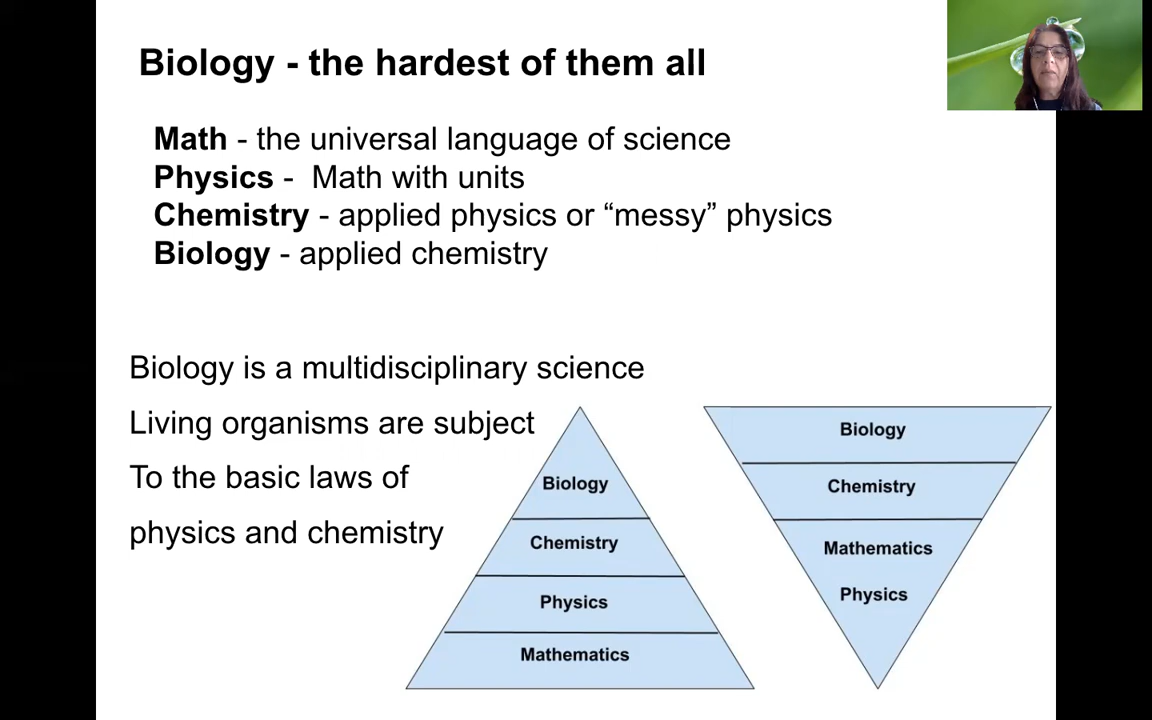 Biology - the hardest of them all
Math - the universal language of science
Physics - Math with units
Chemistry - applied physics or “messy” physics
Biology - applied chemistry
Biology is a multidisciplinary science
Living organisms are subject
To the basic laws of
physics and chemistry
Biology
Chemistry
Physics
Mathematics
Biology
Chemistry
Mathematics
Physics